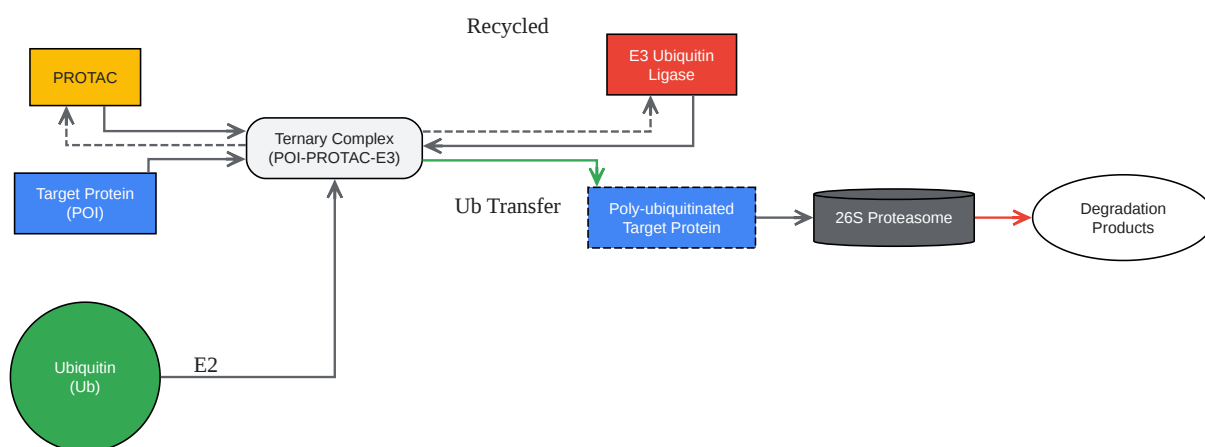 Recycled
PROTAC
E3 Ubiquitin
Ligase
Ternary Complex
(POI-PROTAC-E3)
Target Protein
(POI)
Ub Transfer
Poly-ubiquitinated
Target Protein
26S Proteasome
Degradation
Products
E2
Ubiquitin
(Ub)